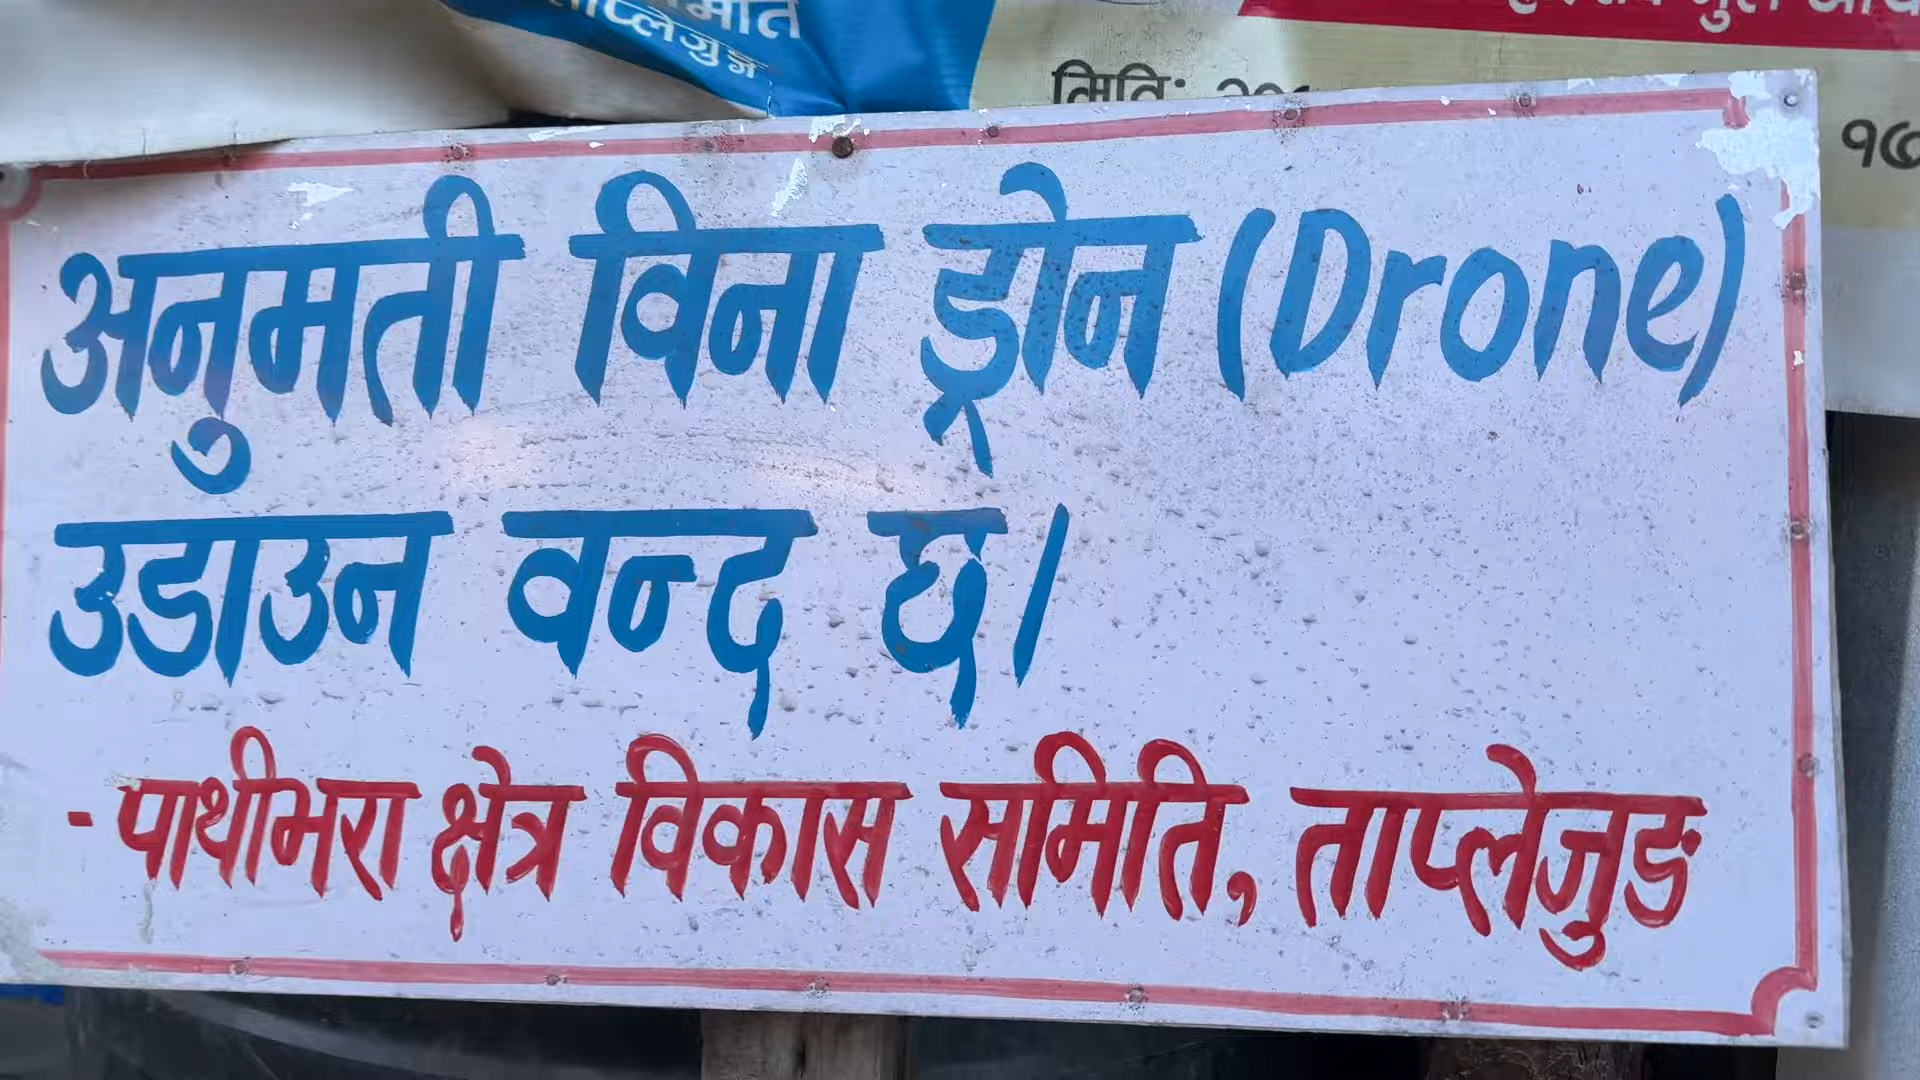 ताप्लेजुङ्ग
मिति:
अनुमती विना ड्रोन (Drone)
उडाउन वन्द छ।
- पाथीभरा क्षेत्र विकास समिति, ताप्लेजुङ